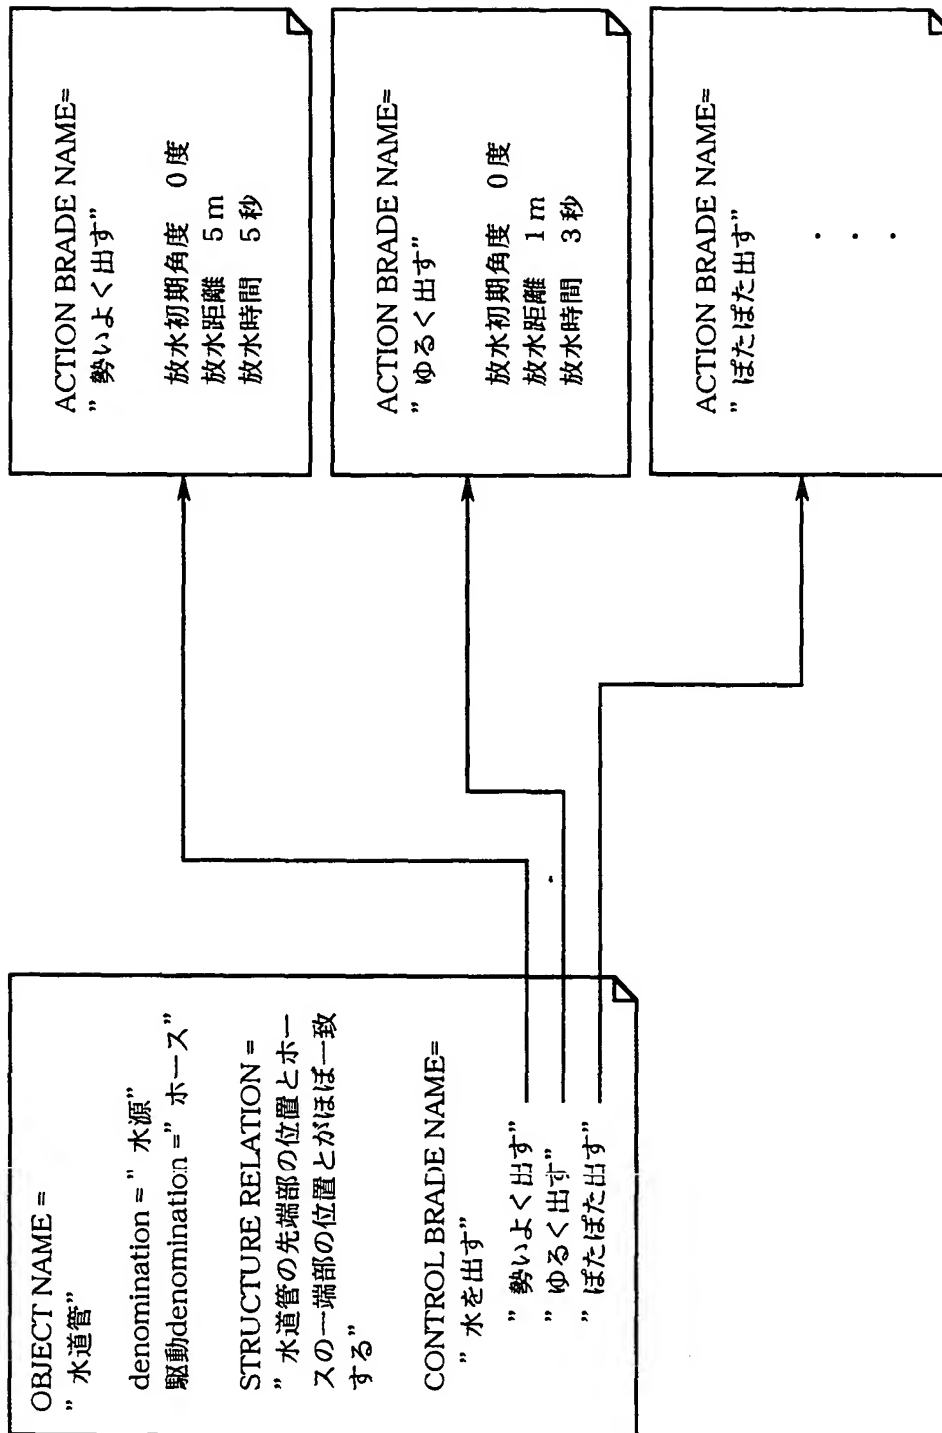 OBJECT NAME =
” 水道管”
denomination = ” 水源”
駆動denomination = ” ホース”
STRUCTURE RELATION =
” 水道管の先端部の位置とホー
スの一端部の位置とがほぼ一致
する”
CONTROL BRADE NAME=
” 水を出す”
” 勢いよく出す”
” ゆるく出す”
” ぽたぽた出す”
ACTION BRADE NAME=
” 勢いよく出す”
放水初期角度 0度
放水距離 5m
放水時間 5秒
ACTION BRADE NAME=
” ゆるく出す”
放水初期角度 0度
放水距離 1m
放水時間 3秒
ACTION BRADE NAME=
” ぽたぽた出す”
・・・